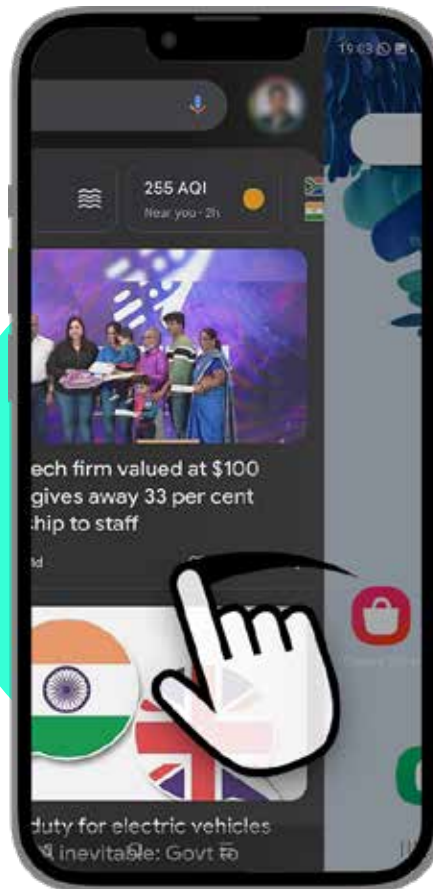 19:03
255 AQI
Near you · 2h
ech firm valued at $100
gives away 33 per cent
ship to staff
duty for electric vehicles
inevitable: Govt to